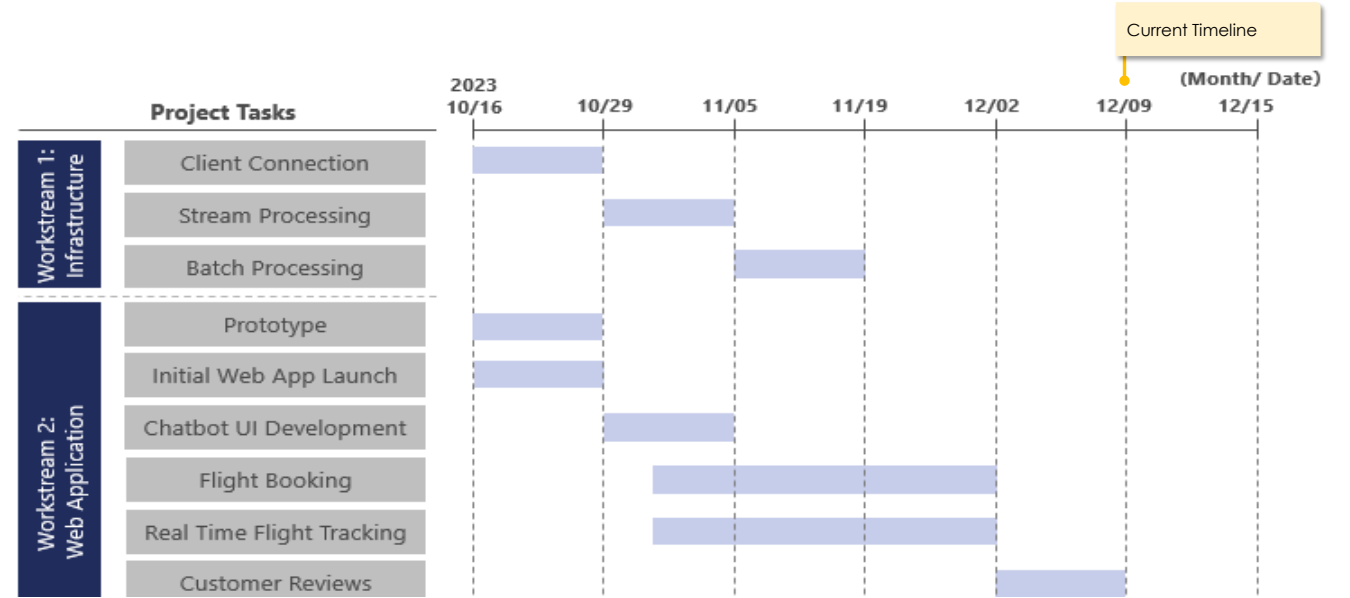 Current Timeline
(Month/ Date)
2023
10/16 10/29 11/05 11/19 12/02 12/09 12/15
Project Tasks
Workstream 1:
Infrastructure
Client Connection
Stream Processing
Batch Processing
Workstream 2:
Web Application
Prototype
Initial Web App Launch
Chatbot UI Development
Flight Booking
Real Time Flight Tracking
Customer Reviews